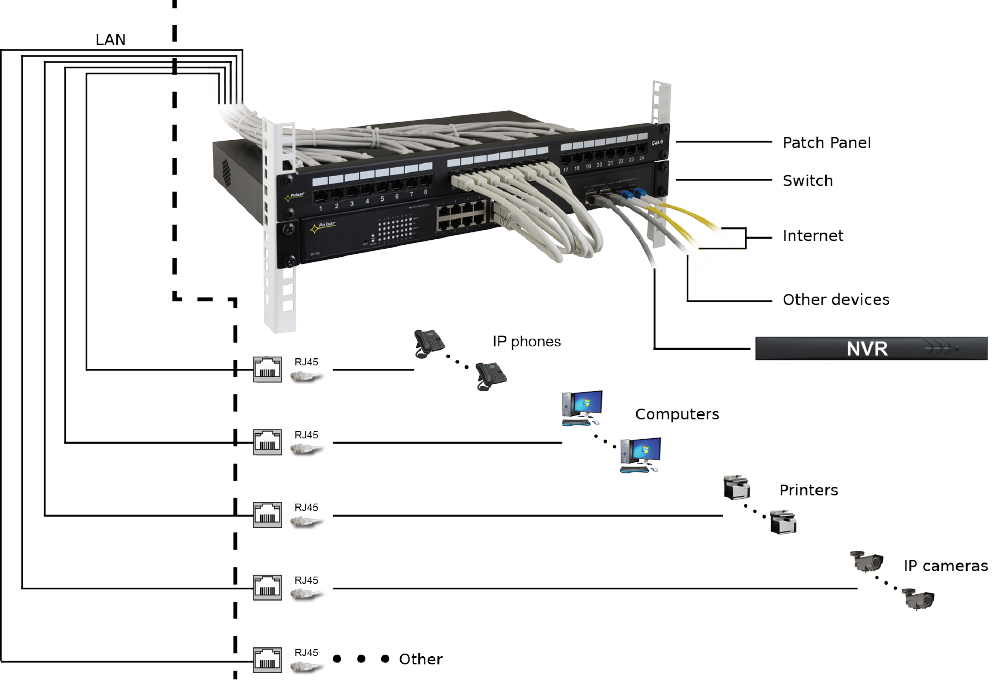 LAN
Patch Panel
Cat.6
17 18 19 20 21 22 23 24
Switch
Pulsar
1 2 3 4 5 6 7 8
Pulsar
Internet
Other devices
NVR
IP phones
RJ45
Computers
RJ45
Printers
RJ45
IP cameras
RJ45
RJ45
Other